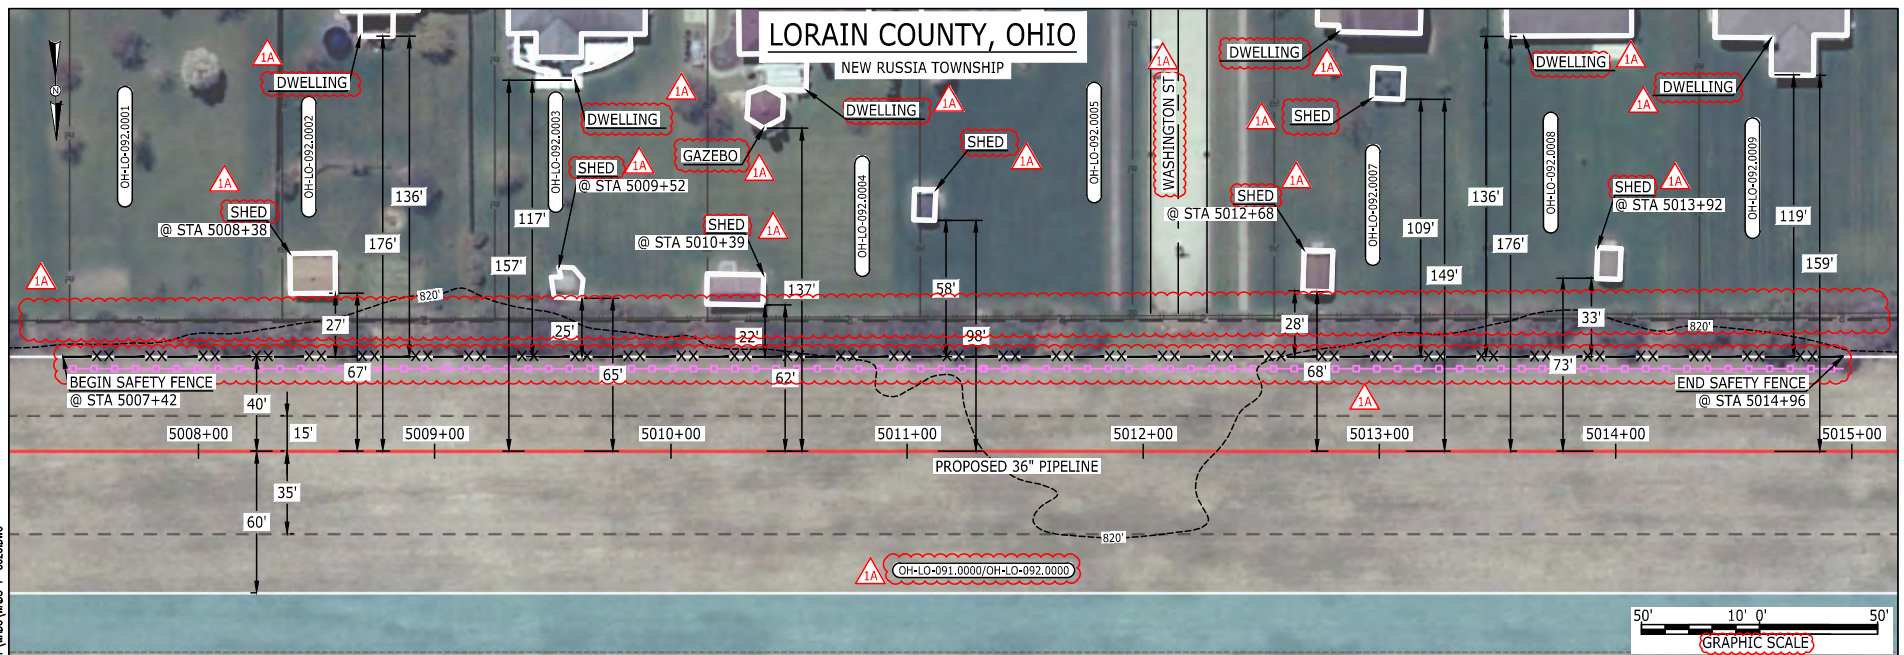 LORAIN COUNTY, OHIO
NEW RUSSIA TOWNSHIP
N
1A
DWELLING
OH-LO-092.0001
OH-LO-092.0002
1A
SHED
@ STA 5008+38
1A
136'
176'
27'
67'
OH-LO-092.0003
DWELLING
1A
SHED
1A
@ STA 5009+52
117'
157'
25'
65'
GAZEBO
1A
DWELLING
1A
SHED
1A
@ STA 5010+39
137'
22'
62'
OH-LO-092.0004
SHED
1A
58'
98'
OH-LO-092.0005
1A
WASHINGTON ST
DWELLING
1A
1A
SHED
SHED
1A
@ STA 5012+68
OH-LO-092.0007
109'
149'
28'
68'
DWELLING
1A
136'
176'
OH-LO-092.0008
SHED
1A
@ STA 5013+92
33'
73'
DWELLING
1A
OH-LO-092.0009
119'
159'
820'
820'
BEGIN SAFETY FENCE
@ STA 5007+42
END SAFETY FENCE
@ STA 5014+96
1A
40'
15'
5008+00
5009+00
5010+00
5011+00
5012+00
5013+00
5014+00
5015+00
PROPOSED 36" PIPELINE
35'
60'
820'
1A
OH-LO-091.0000/OH-LO-092.0000
50'
10'
0'
50'
GRAPHIC SCALE